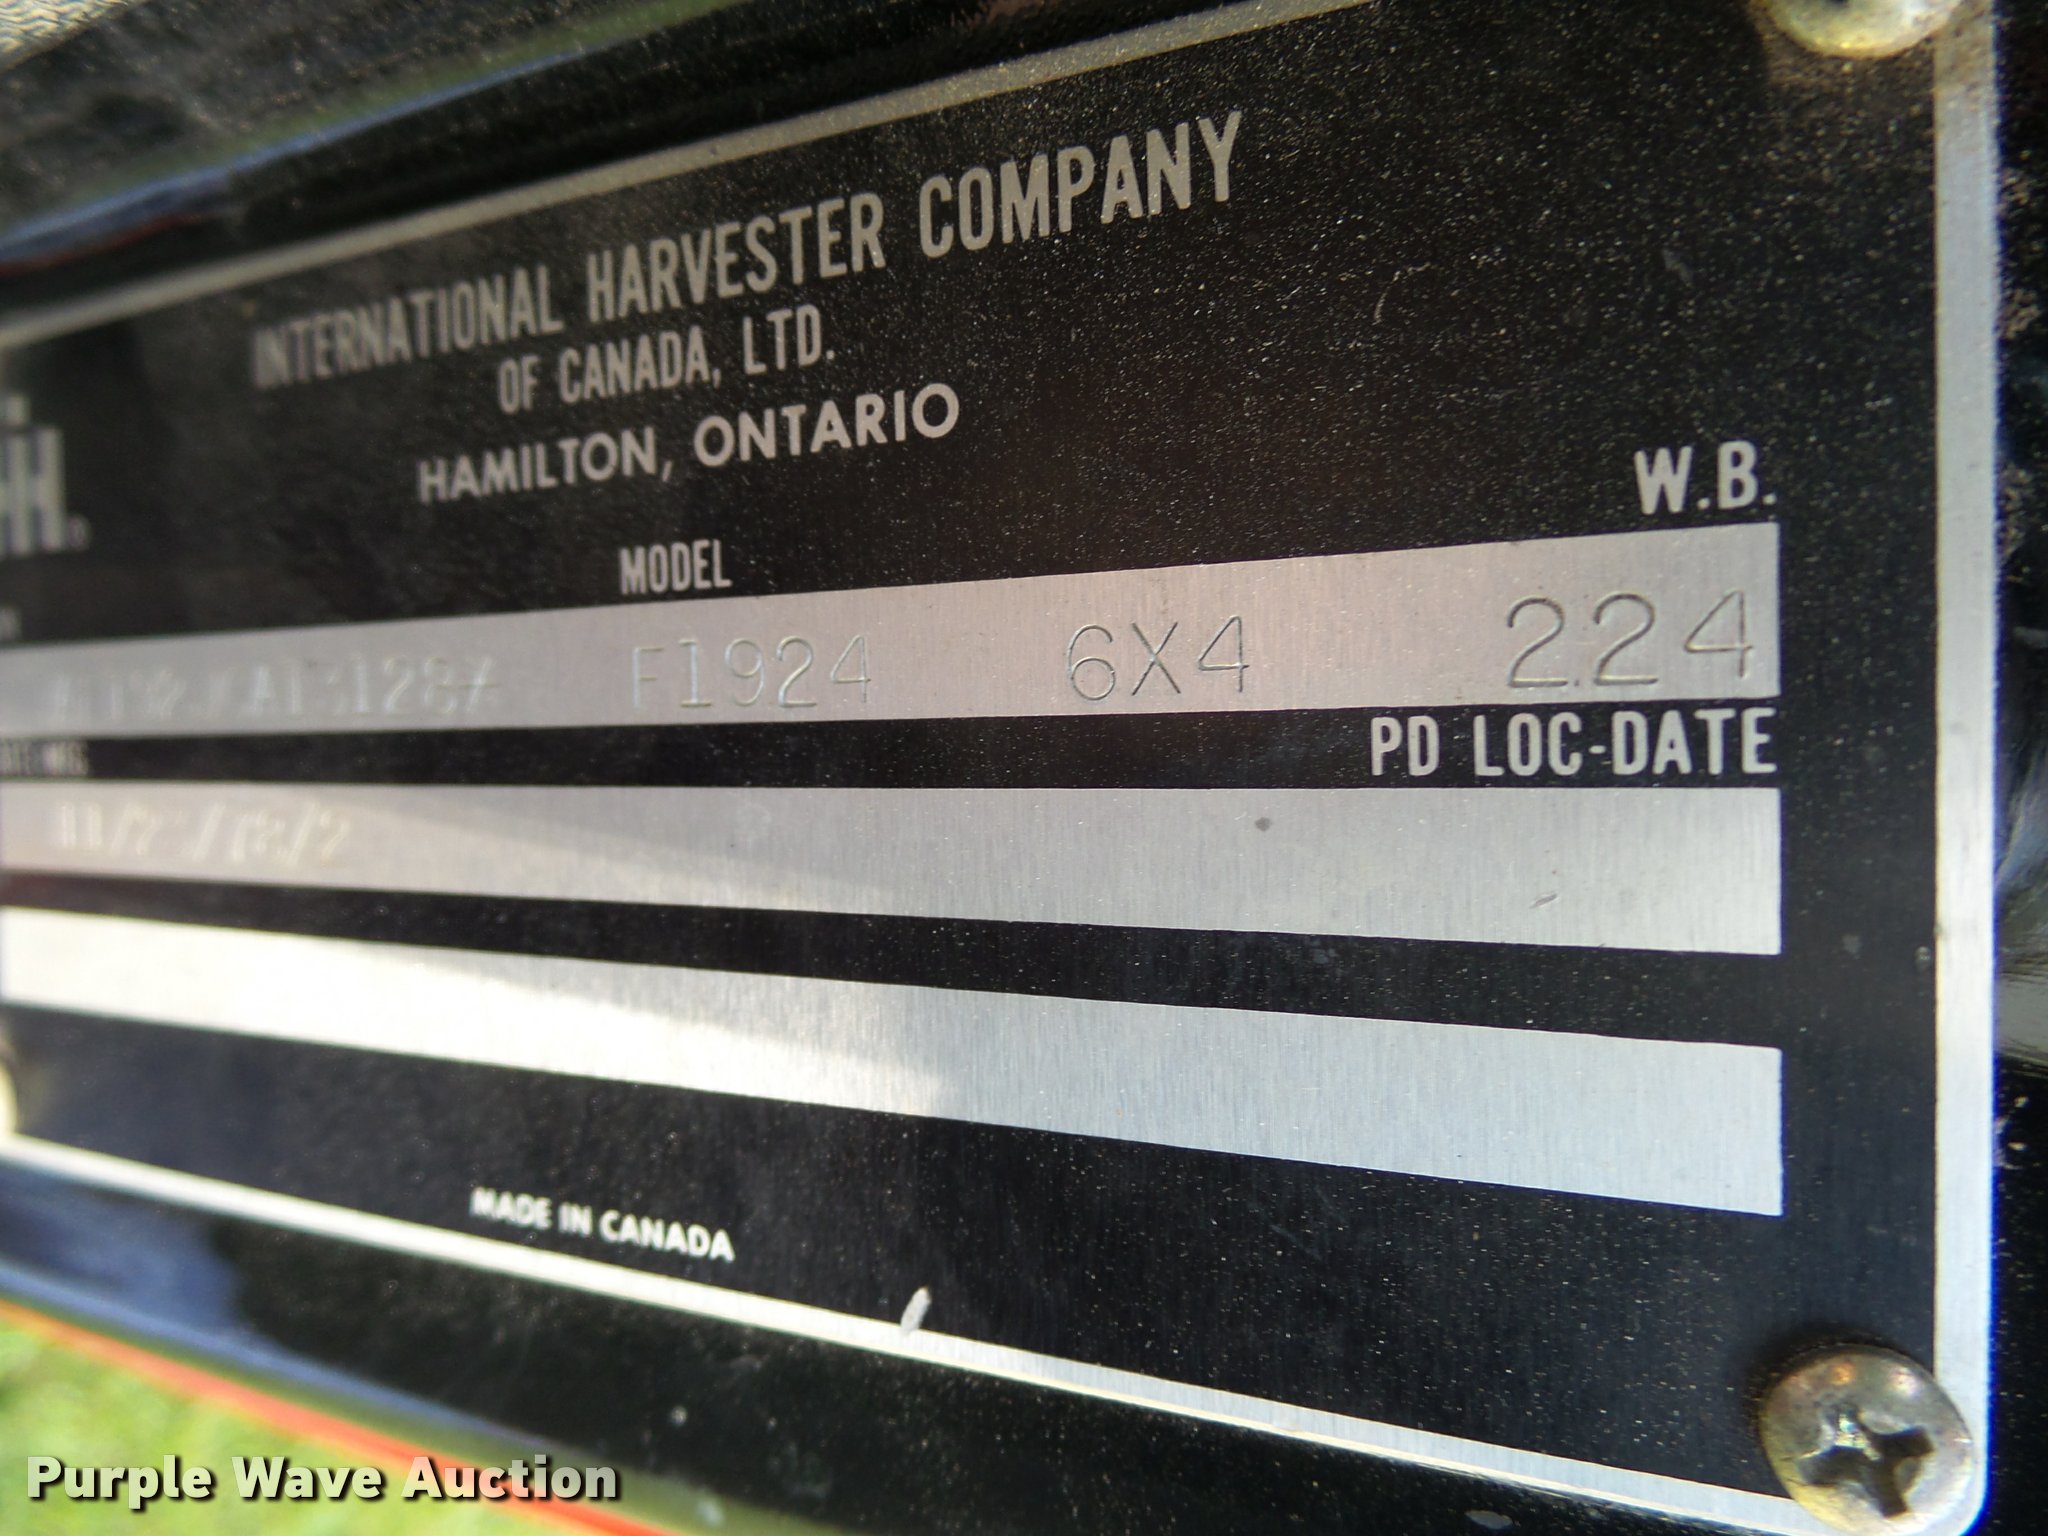 INTERNATIONAL HARVESTER COMPANY
OF CANADA, LTD.
HAMILTON, ONTARIO
MODEL W.B.
F1924 6X4 224
PD LOC-DATE
MADE IN CANADA
Purple Wave Auction